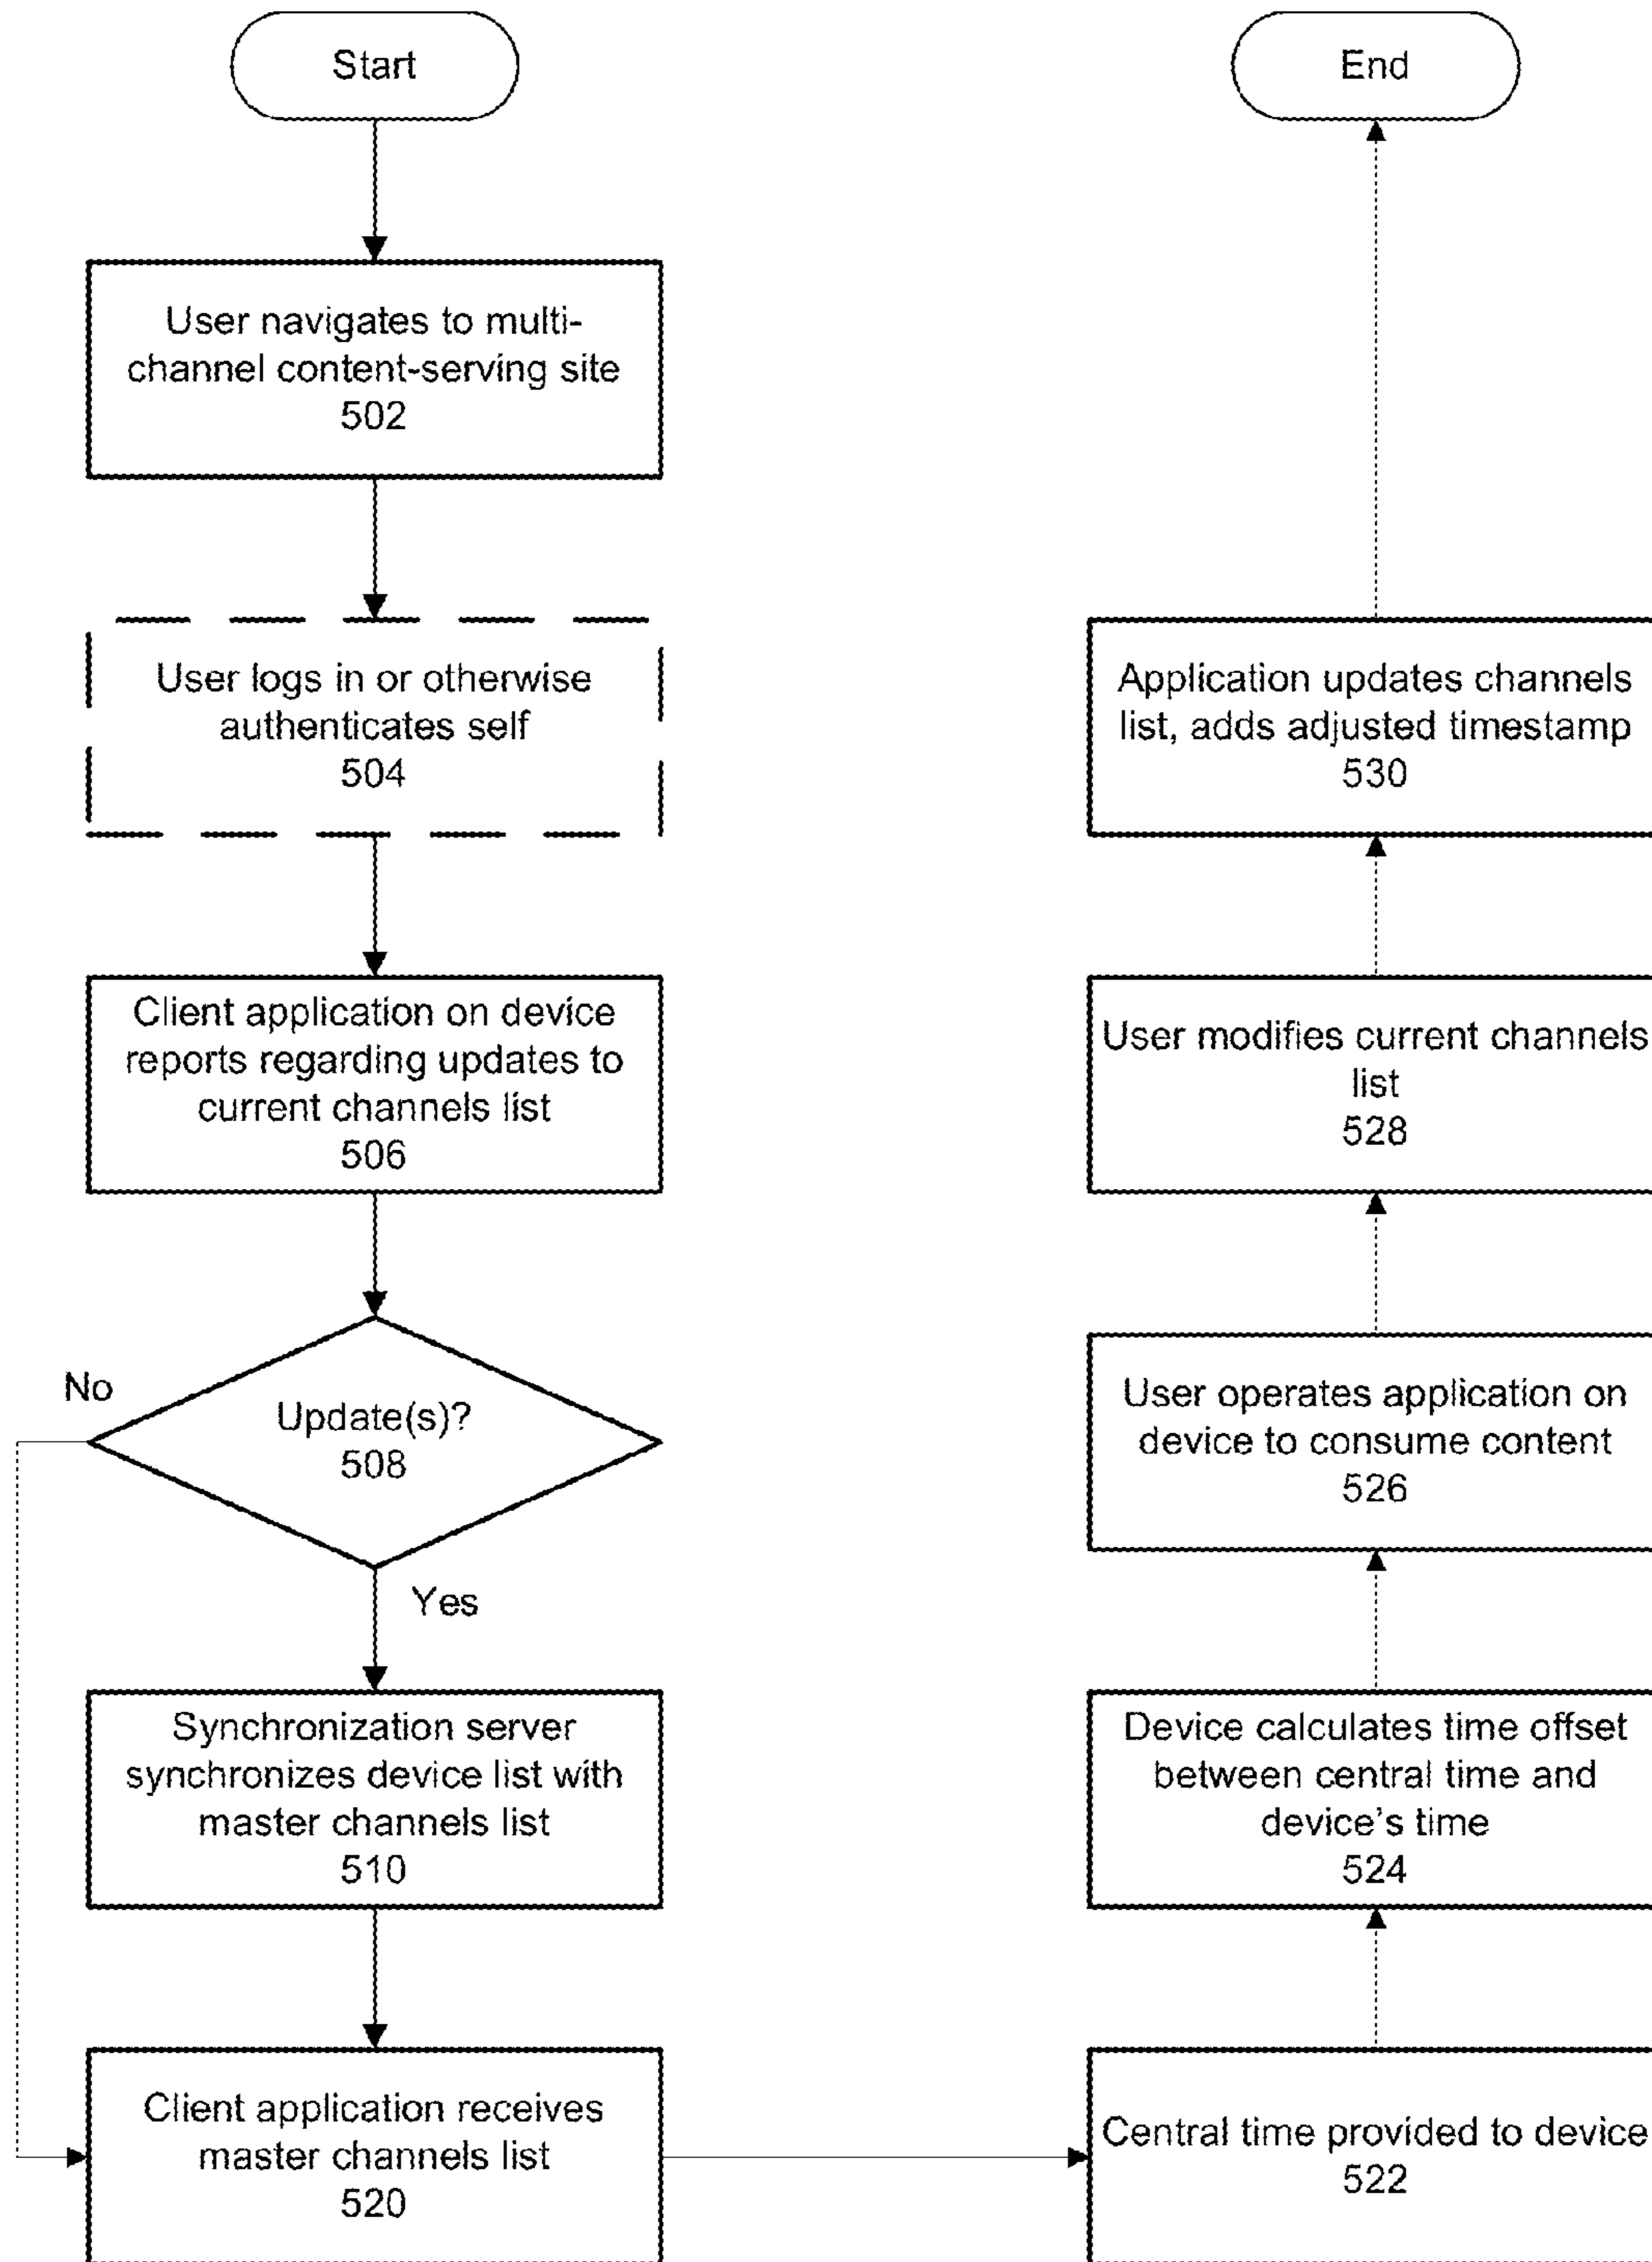 Start
User navigates to multi-
channel content-serving site
502
User logs in or otherwise
authenticates self
504
Client application on device
reports regarding updates to
current channels list
506
No
Update(s)?
508
Yes
Synchronization server
synchronizes device list with
master channels list
510
Client application receives
master channels list
520
Central time provided to device
522
Device calculates time offset
between central time and
device's time
524
User operates application on
device to consume content
526
User modifies current channels
list
528
Application updates channels
list, adds adjusted timestamp
530
End